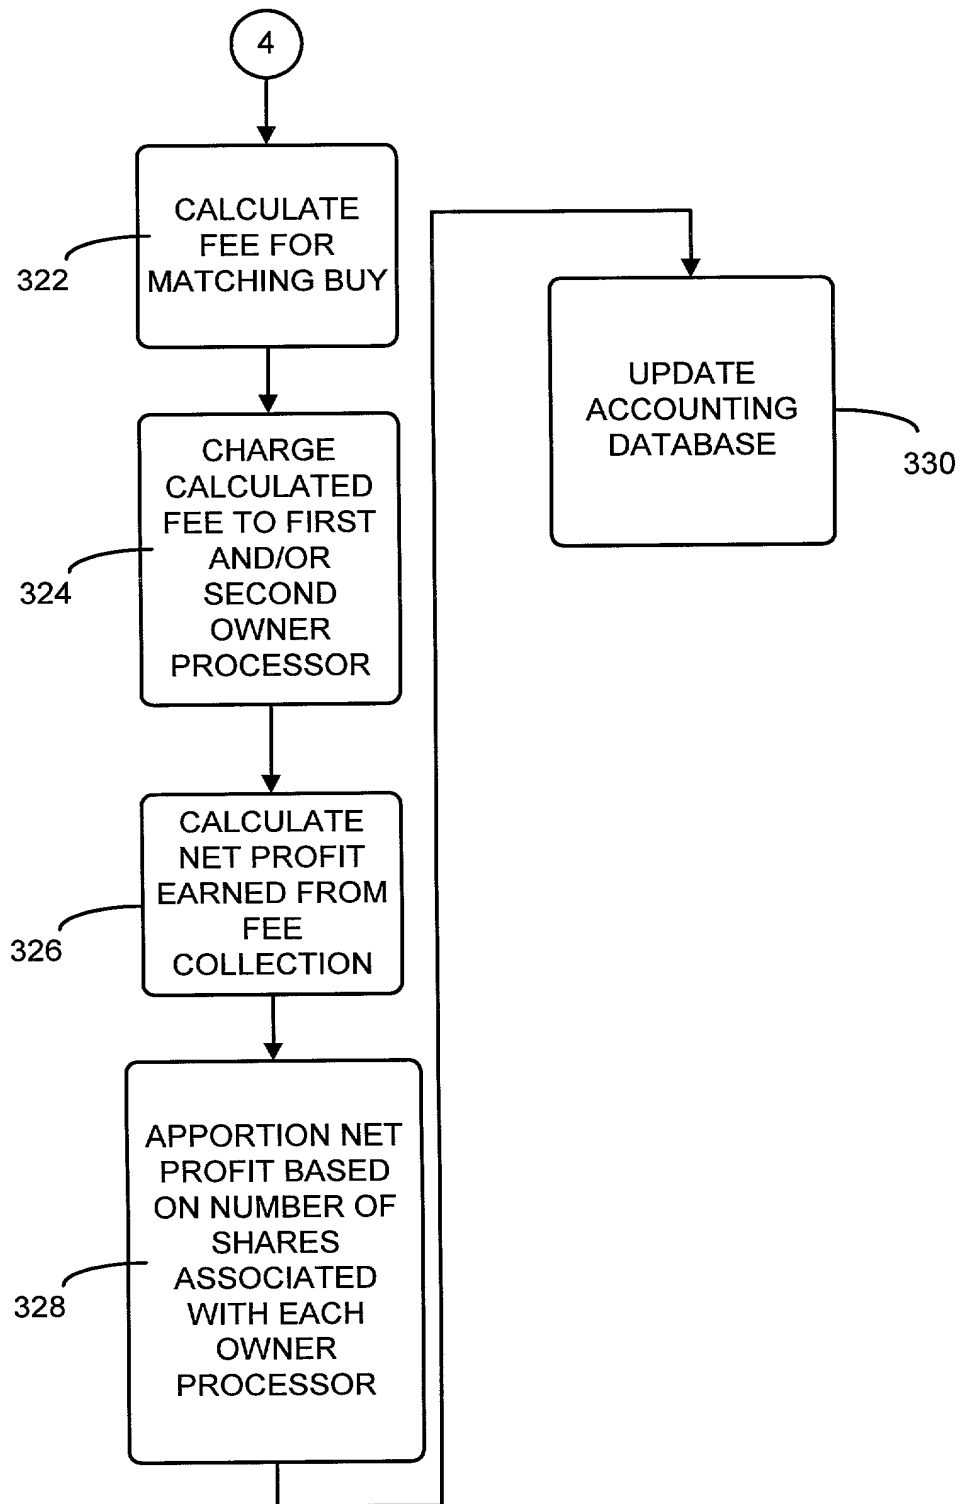 4
CALCULATE
FEE FOR
MATCHING BUY
322
CHARGE
CALCULATED
FEE TO FIRST
AND/OR
SECOND
OWNER
PROCESSOR
324
CALCULATE
NET PROFIT
EARNED FROM
FEE
COLLECTION
326
APPORTION NET
PROFIT BASED
ON NUMBER OF
SHARES
ASSOCIATED
WITH EACH
OWNER
PROCESSOR
328
UPDATE
ACCOUNTING
DATABASE
330